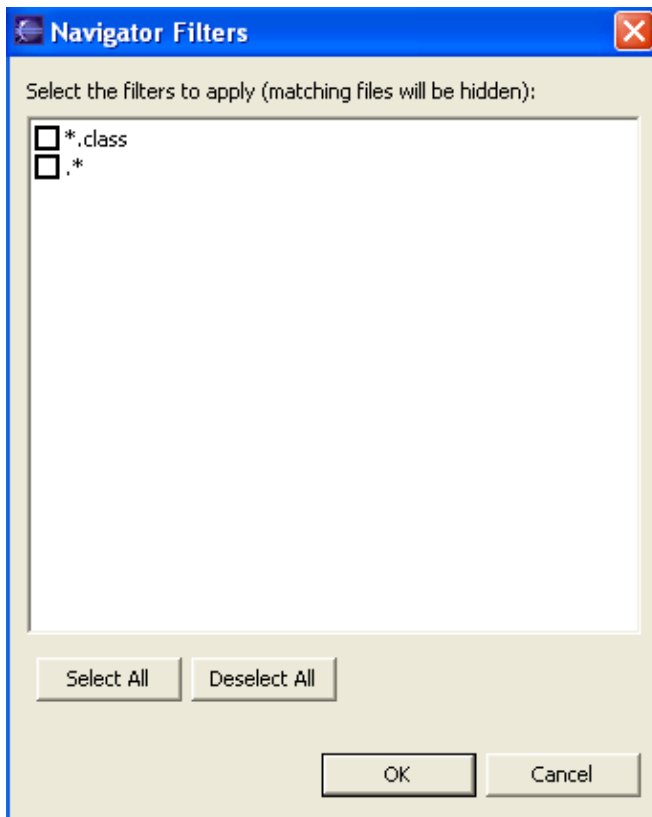 Navigator Filters
Select the filters to apply (matching files will be hidden):
*.class
.*
Select All Deselect All
OK Cancel